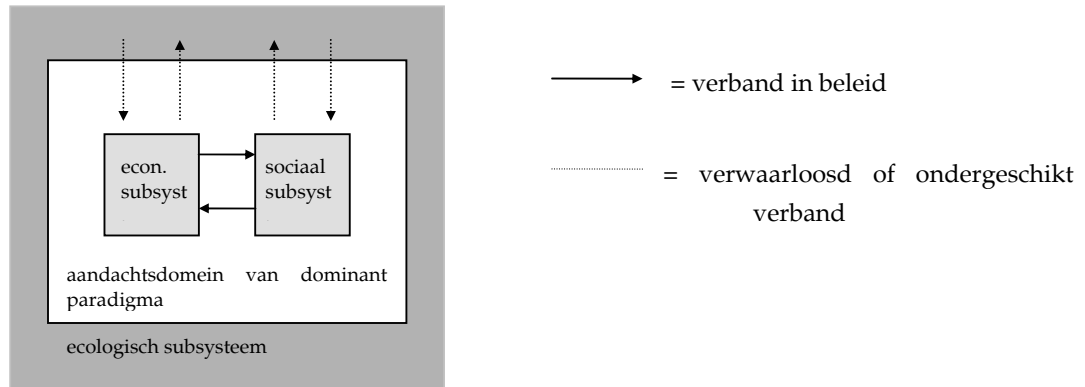 econ.
subsyst
sociaal
subsyst
aandachtsdomein van dominant
paradigma
ecologisch subsysteem
= verband in beleid
= verwaarloosd of ondergeschikt
verband